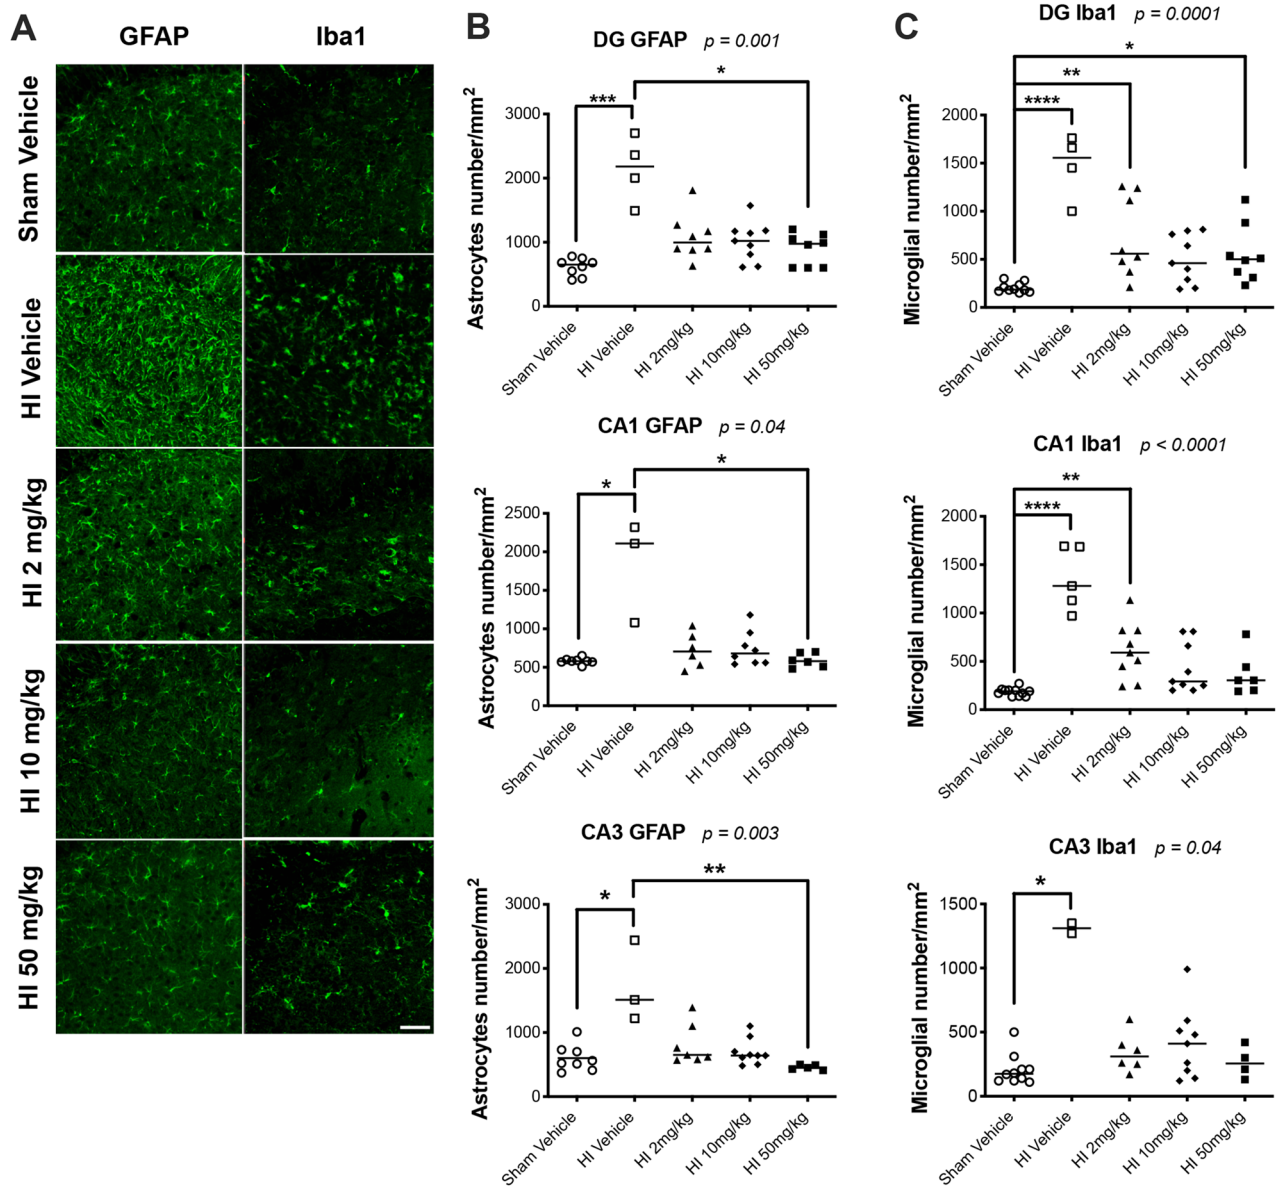 A
GFAP
Iba1
Sham Vehicle
HI Vehicle
HI 2 mg/kg
HI 10 mg/kg
HI 50 mg/kg
B
DG GFAP p = 0.001
***
*
Astrocytes number/mm2
3000
2000
1000
0
Sham Vehicle
HI Vehicle
HI 2mg/kg
HI 10mg/kg
HI 50mg/kg
CA1 GFAP p = 0.04
*
*
Astrocytes number/mm2
2500
2000
1500
1000
500
0
Sham Vehicle
HI Vehicle
HI 2mg/kg
HI 10mg/kg
HI 50mg/kg
CA3 GFAP p = 0.003
**
*
Astrocytes number/mm2
3000
2000
1000
0
Sham Vehicle
HI Vehicle
HI 2mg/kg
HI 10mg/kg
HI 50mg/kg
C
DG Iba1 p = 0.0001
*
**
****
Microglial number/mm2
2000
1500
1000
500
0
Sham Vehicle
HI Vehicle
HI 2mg/kg
HI 10mg/kg
HI 50mg/kg
CA1 Iba1 p < 0.0001
**
****
Microglial number/mm2
2000
1500
1000
500
0
Sham Vehicle
HI Vehicle
HI 2mg/kg
HI 10mg/kg
HI 50mg/kg
CA3 Iba1 p = 0.04
*
Microglial number/mm2
1500
1000
500
0
Sham Vehicle
HI Vehicle
HI 2mg/kg
HI 10mg/kg
HI 50mg/kg